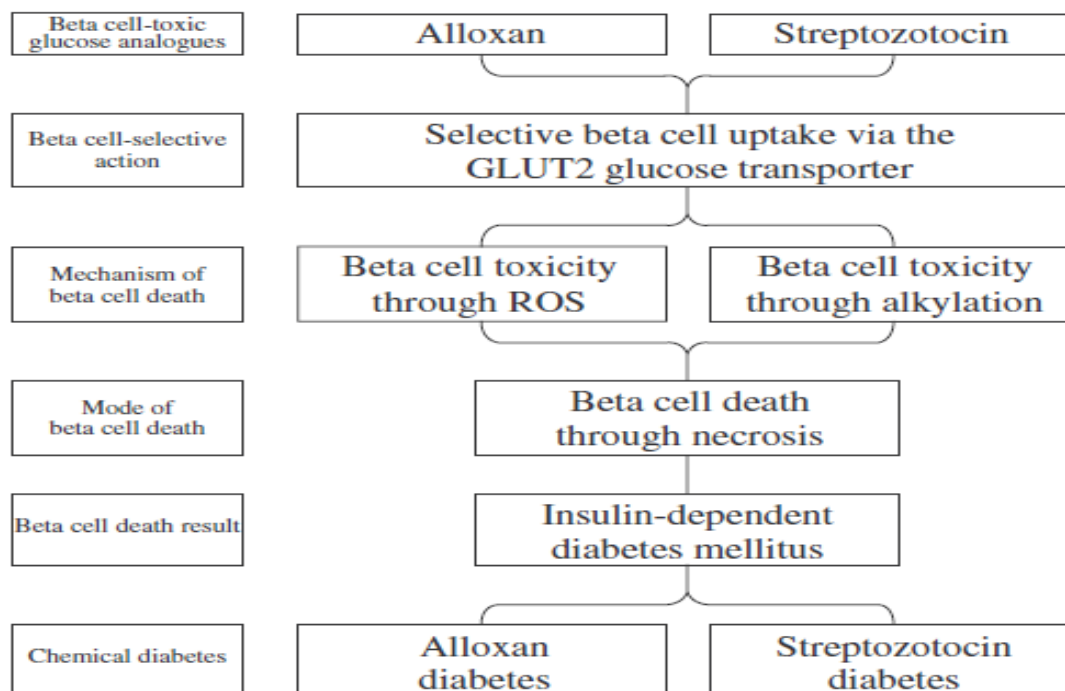 Beta cell-toxic
glucose analogues
Alloxan
Streptozotocin
Beta cell-selective
action
Selective beta cell uptake via the
GLUT2 glucose transporter
Mechanism of
beta cell death
Beta cell toxicity
through ROS
Beta cell toxicity
through alkylation
Mode of
beta cell death
Beta cell death
through necrosis
Beta cell death result
Insulin-dependent
diabetes mellitus
Chemical diabetes
Alloxan
diabetes
Streptozotocin
diabetes